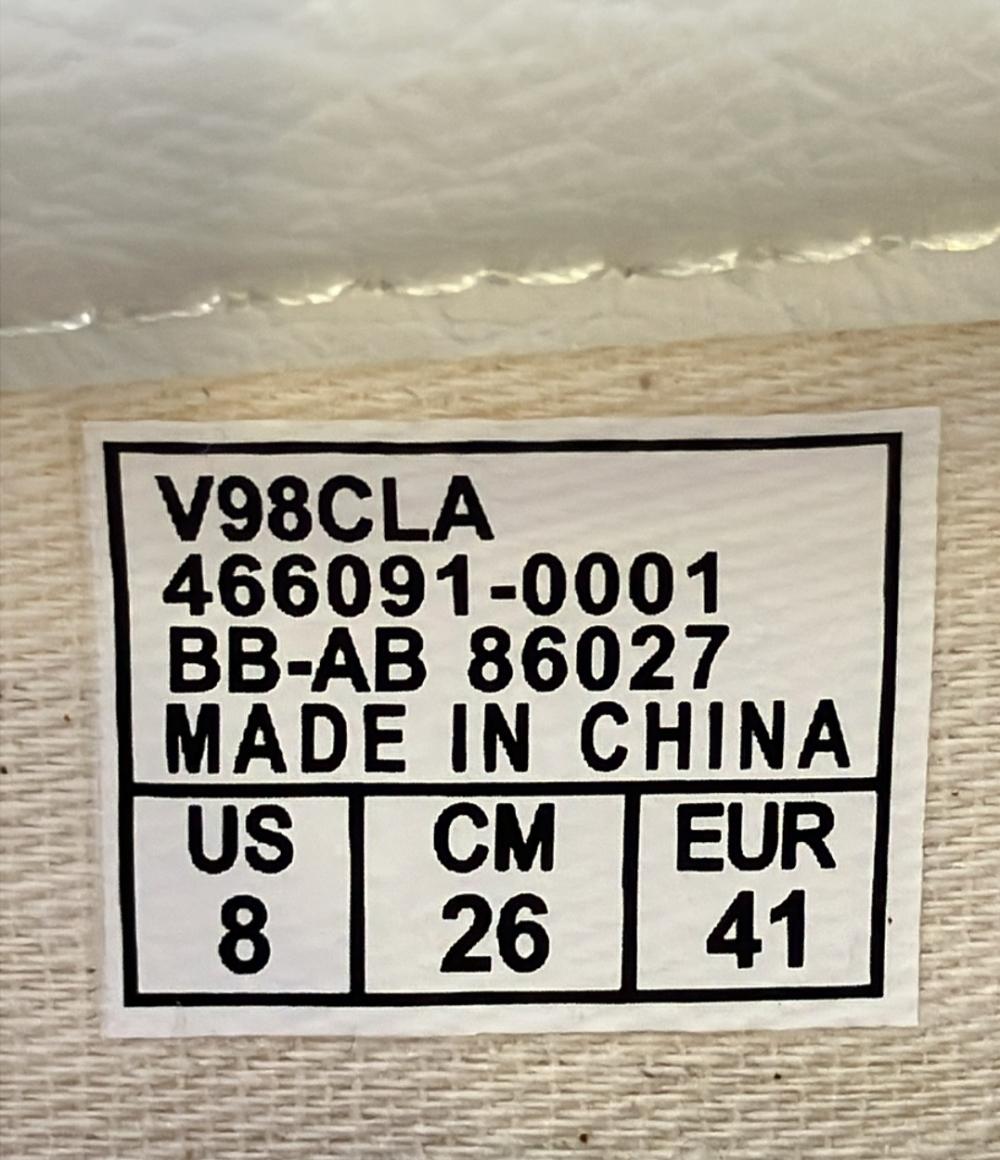 V98CLA
466091-0001
BB-AB 86027
MADE IN CHINA
US CM EUR
8 26 41